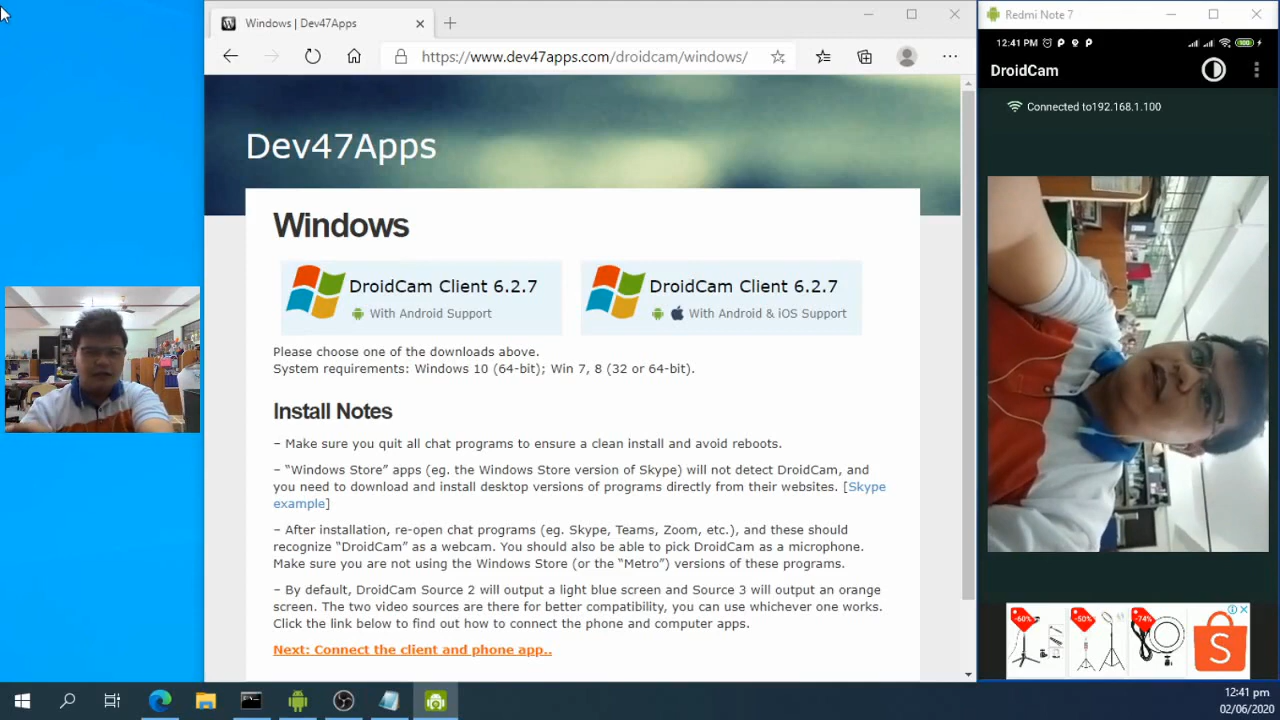 Windows | Dev47Apps
https://www.dev47apps.com/droidcam/windows/
Dev47Apps
Windows
DroidCam Client 6.2.7
With Android Support
DroidCam Client 6.2.7
With Android & iOS Support
Please choose one of the downloads above.
System requirements: Windows 10 (64-bit); Win 7, 8 (32 or 64-bit).
Install Notes
– Make sure you quit all chat programs to ensure a clean install and avoid reboots.
– “Windows Store” apps (eg. the Windows Store version of Skype) will not detect DroidCam, and
you need to download and install desktop versions of programs directly from their websites. [Skype
example]
– After installation, re-open chat programs (eg. Skype, Teams, Zoom, etc.), and these should
recognize “DroidCam” as a webcam. You should also be able to pick DroidCam as a microphone.
Make sure you are not using the Windows Store (or the “Metro”) versions of these programs.
– By default, DroidCam Source 2 will output a light blue screen and Source 3 will output an orange
screen. The two video sources are there for better compatibility, you can use whichever one works.
Click the link below to find out how to connect the phone and computer apps.
Next: Connect the client and phone app..
Redmi Note 7
12:41 PM
100
DroidCam
Connected to192.168.1.100
-60%
-50%
-74%
S
12:41 pm
02/06/2020